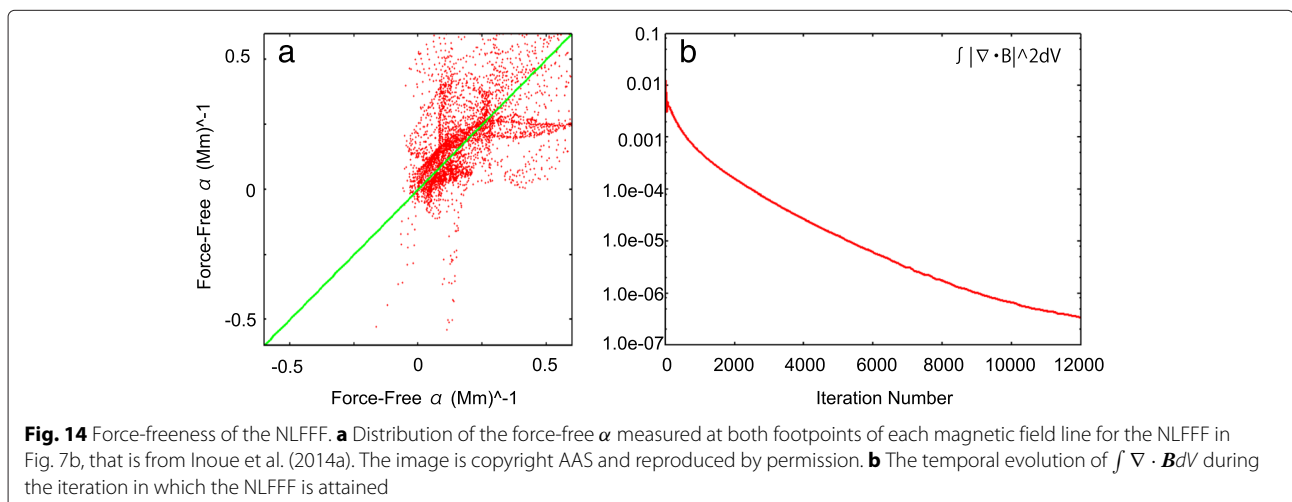 a
0.5
0
-0.5
-0.5 0 0.5
Force-Free α (Mm)^-1
Force-Free α (Mm)^-1
b
∫ |∇•B|^2dV
0.1
0.01
0.001
1.0e-04
1.0e-05
1.0e-06
1.0e-07
0 2000 4000 6000 8000 10000 12000
Iteration Number
Fig. 14 Force-freeness of the NLFFF. a Distribution of the force-free α measured at both footpoints of each magnetic field line for the NLFFF in
Fig. 7b, that is from Inoue et al. (2014a). The image is copyright AAS and reproduced by permission. b The temporal evolution of ∫ ∇ · BdV during
the iteration in which the NLFFF is attained